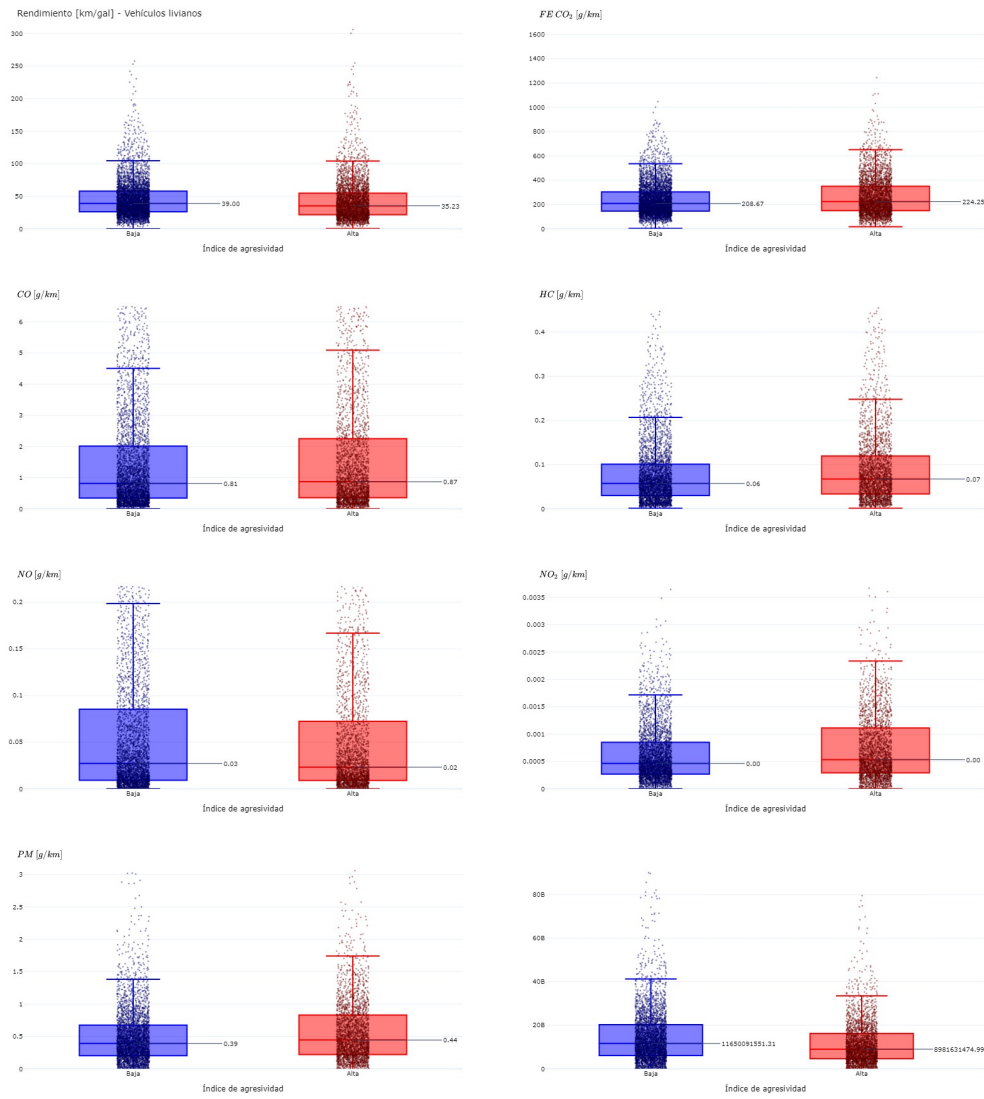 Rendimiento [km/gal] - Vehículos livianos
300
250
200
150
100
50
0
39.00
35.23
Baja
Alta
Índice de agresividad
FE CO₂ [g/km]
1600
1400
1200
1000
800
600
400
200
0
208.67
224.25
Baja
Alta
Índice de agresividad
CO [g/km]
6
5
4
3
2
1
0
0.81
0.87
Baja
Alta
Índice de agresividad
HC [g/km]
0.4
0.3
0.2
0.1
0
0.06
0.07
Baja
Alta
Índice de agresividad
NO [g/km]
0.2
0.15
0.1
0.05
0
0.03
0.02
Baja
Alta
Índice de agresividad
NO₂ [g/km]
0.0035
0.003
0.0025
0.002
0.0015
0.001
0.0005
0
0.00
0.00
Baja
Alta
Índice de agresividad
PM [g/km]
3
2.5
2
1.5
1
0.5
0
0.39
0.44
Baja
Alta
Índice de agresividad
80B
60B
40B
20B
0
11650091551.31
8981631474.99
Baja
Alta
Índice de agresividad